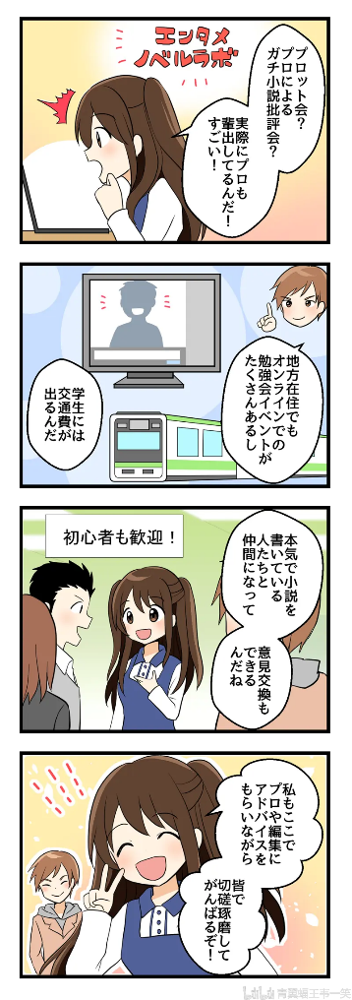 エンタメ
ノベルラボ
プロット会？
プロによる
ガチ小説批評会？
実際にプロも
輩出してるんだ！
すごい！
地方在住でも
オンラインでの
勉強会イベントが
たくさんあるし
学生には
交通費が
出るんだ
初心者も歓迎！
本気で小説を
書いている
人たちと
仲間になって
意見交換も
できる
んだね
私もここで
プロや編集に
アドバイスを
もらいながら
皆で
切磋琢磨して
がんばるぞ！
LaLa 青翼蝠王韦一笑